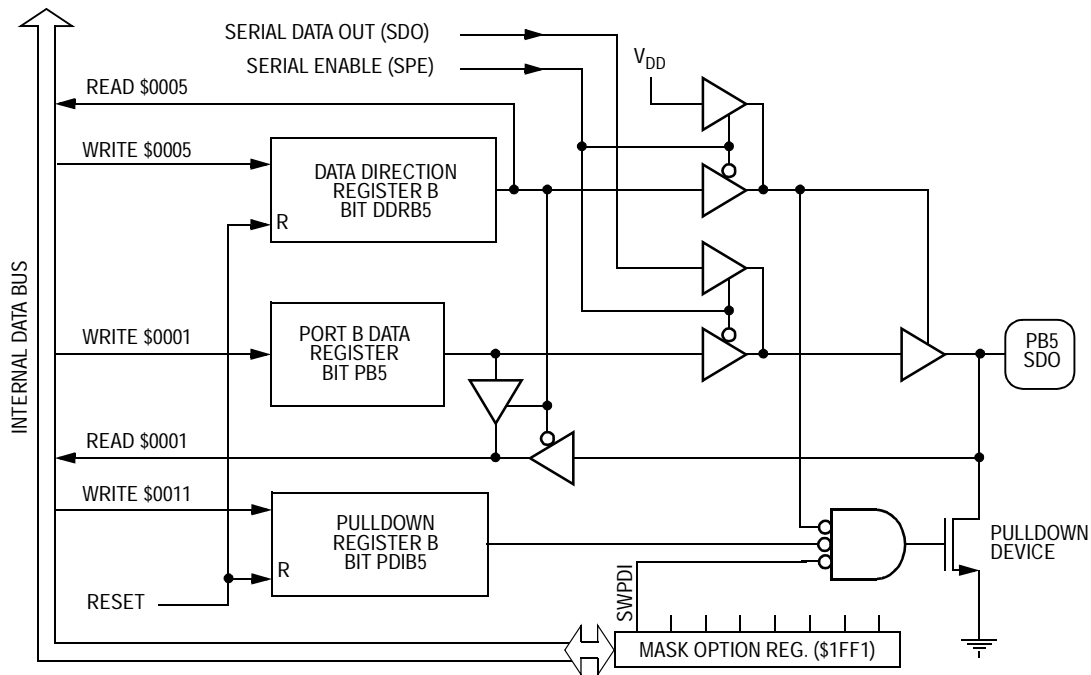 SERIAL DATA OUT (SDO)
SERIAL ENABLE (SPE)
VDD
READ $0005
WRITE $0005
DATA DIRECTION
REGISTER B
BIT DDRB5
R
INTERNAL DATA BUS
WRITE $0001
PORT B DATA
REGISTER
BIT PB5
PB5
SDO
READ $0001
WRITE $0011
PULLDOWN
REGISTER B
BIT PDIB5
R
PULLDOWN
DEVICE
RESET
SWPDI
MASK OPTION REG. ($1FF1)